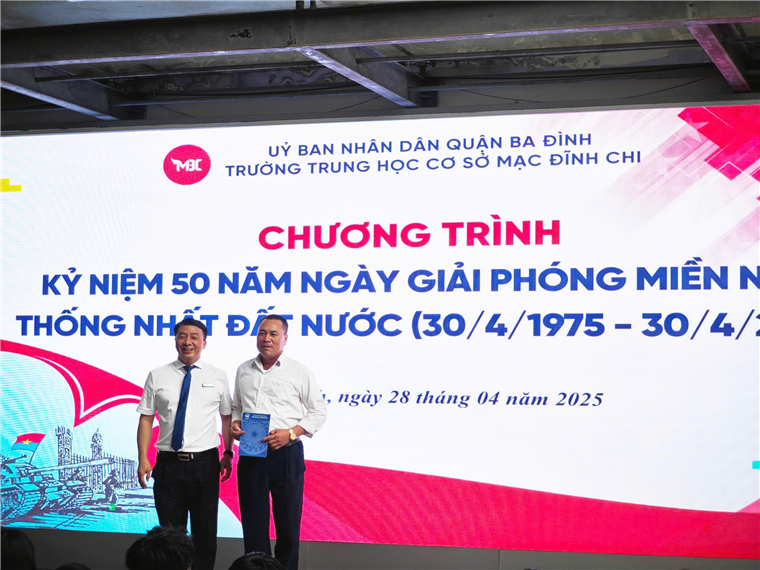 MĐC
UỶ BAN NHÂN DÂN QUẬN BA ĐÌNH
TRƯỜNG TRUNG HỌC CƠ SỞ MẠC ĐĨNH CHI
CHƯƠNG TRÌNH
KỶ NIỆM 50 NĂM NGÀY GIẢI PHÓNG MIỀN N
THỐNG NHẤT ĐẤT NƯỚC (30/4/1975 – 30/4/2
, ngày 28 tháng 04 năm 2025